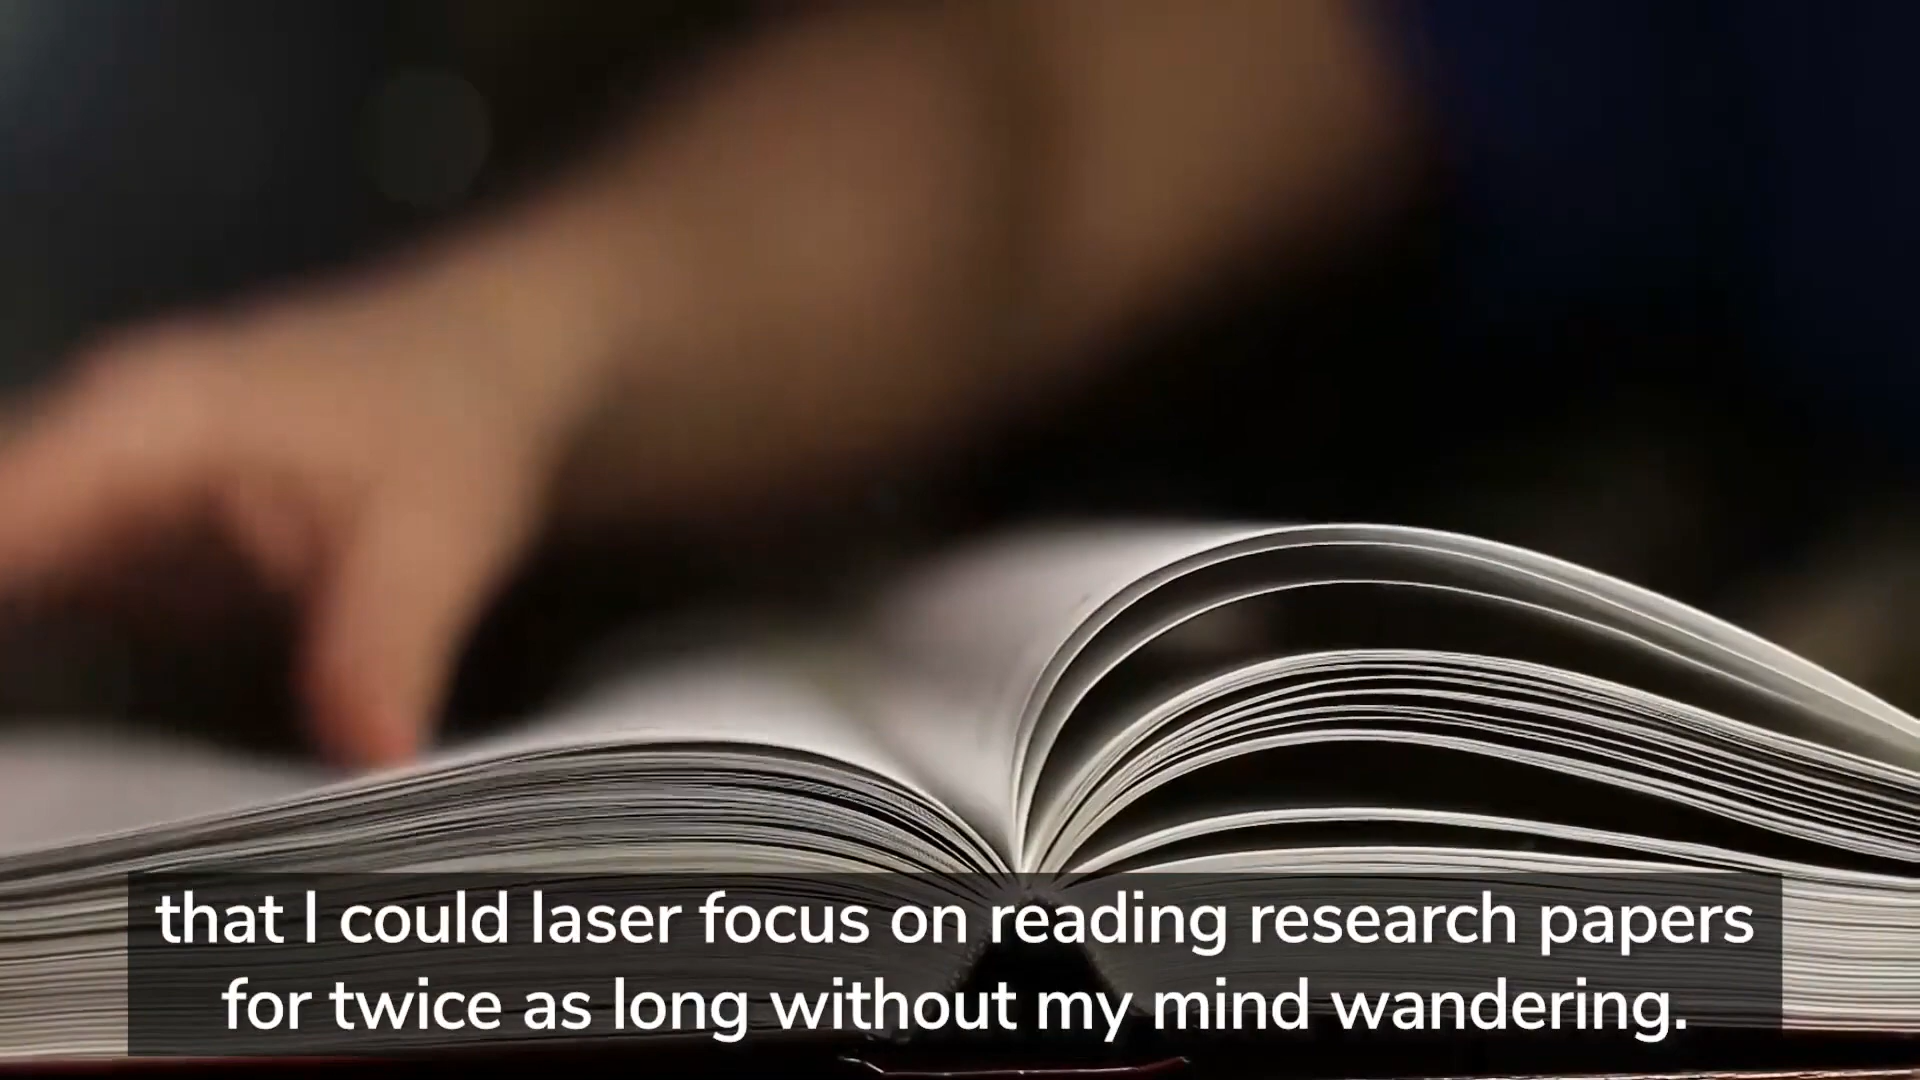 that I could laser focus on reading research papers
for twice as long without my mind wandering.